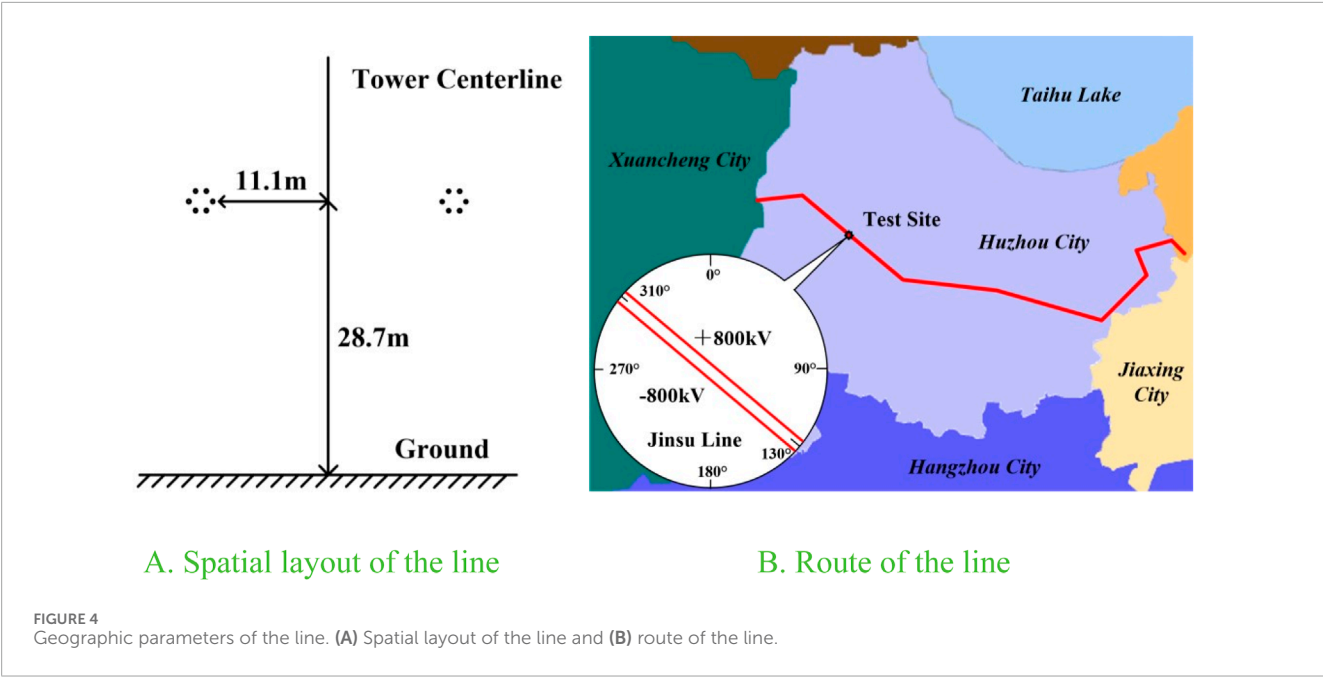 Tower Centerline
11.1m
28.7m
Ground
A. Spatial layout of the line
Taihu Lake
Xuancheng City
Test Site
Huzhou City
0°
310°
+800kV
270°
90°
-800kV
Jinsu Line
130°
180°
Jiaxing
City
Hangzhou City
B. Route of the line
FIGURE 4
Geographic parameters of the line. (A) Spatial layout of the line and (B) route of the line.